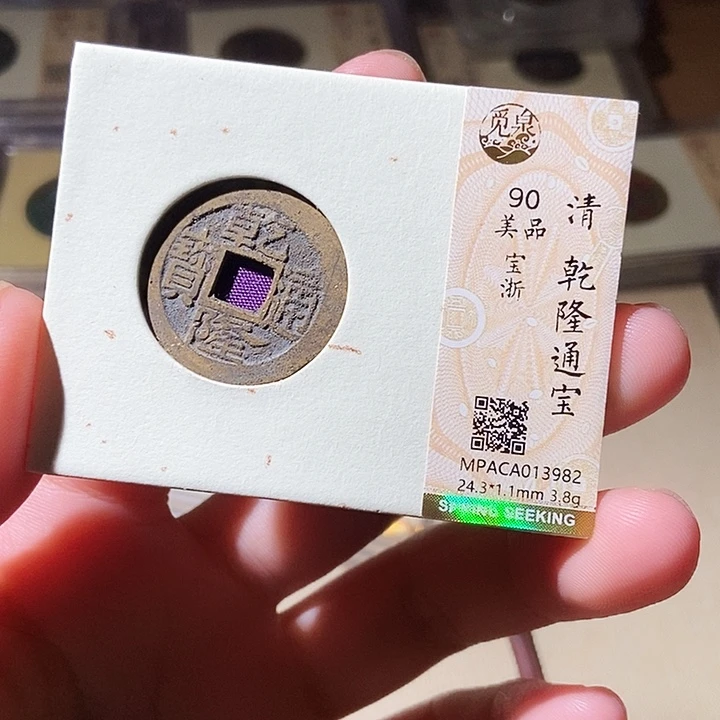 乾隆通寶
覓泉
90
美品
宝浙
清 乾隆通宝
MPACA013982
24.3*1.1mm 3.8g
SPRING SEEKING